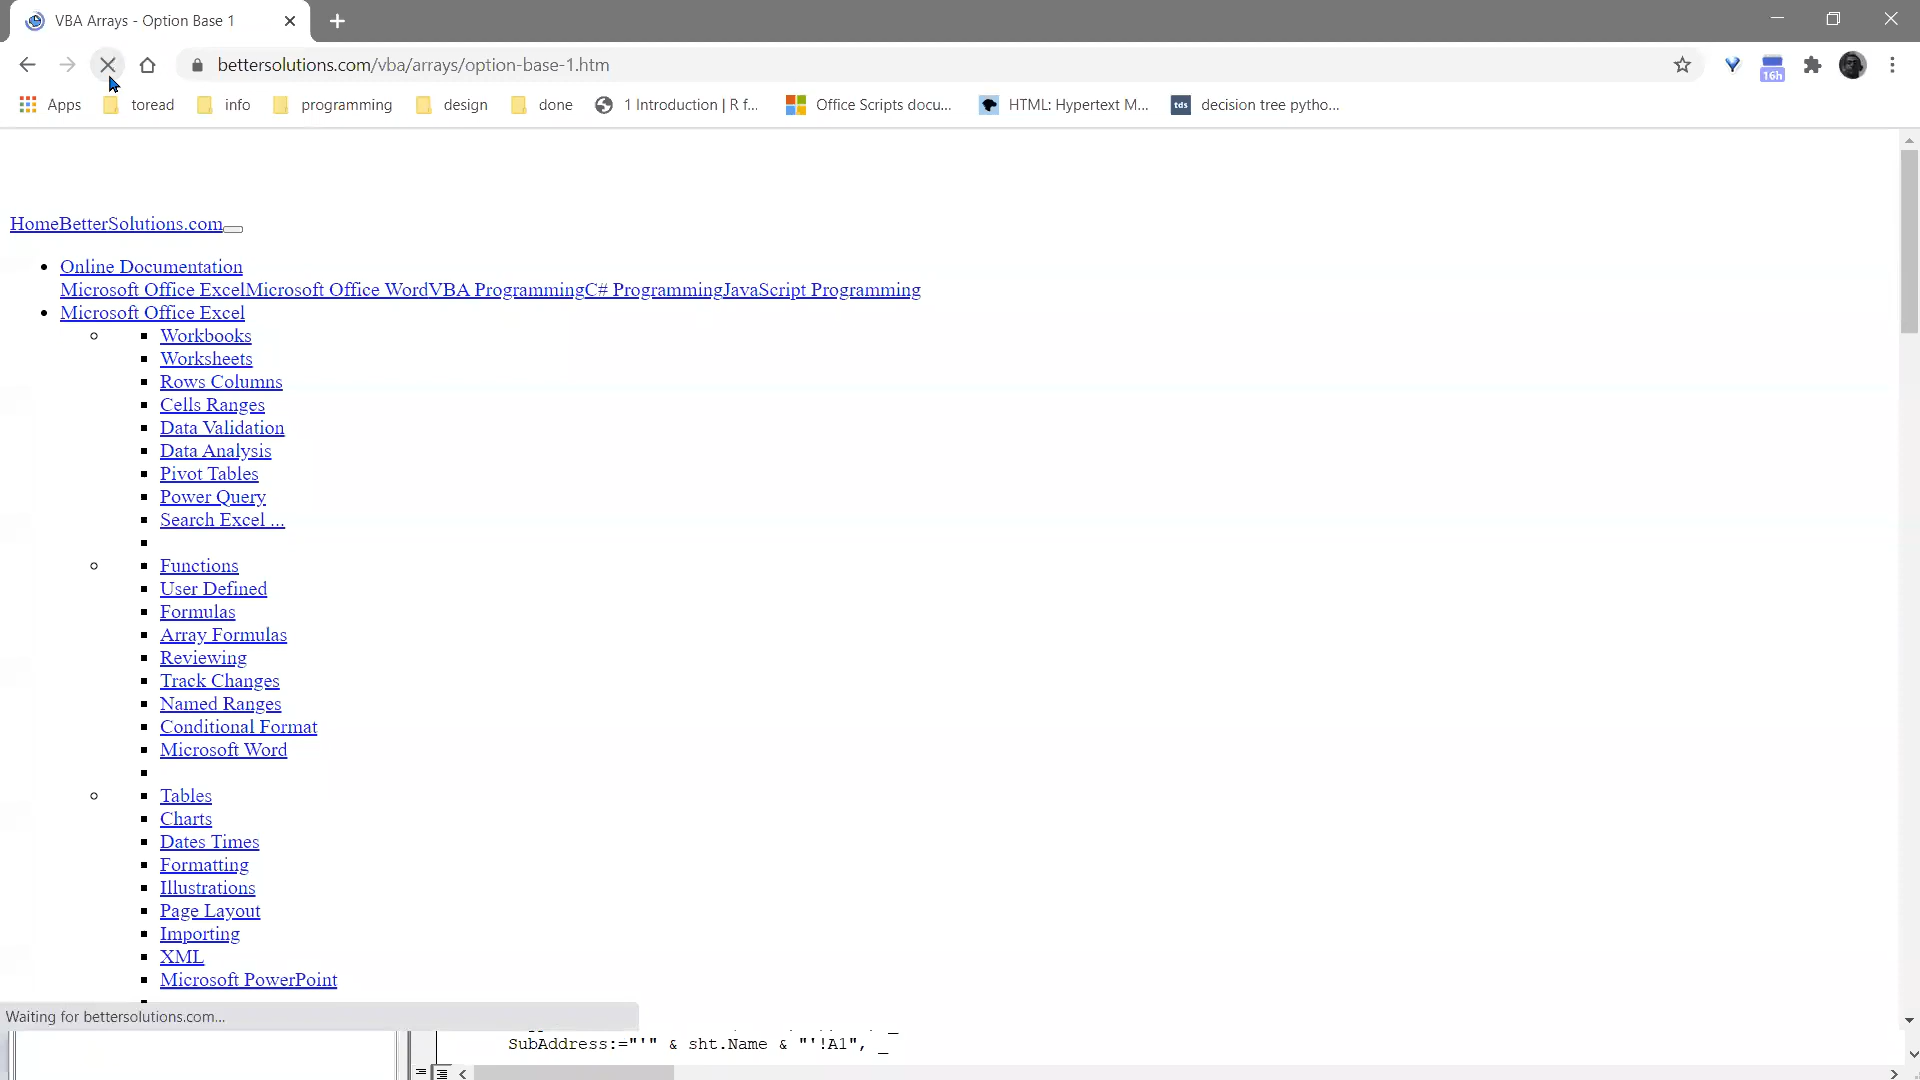 VBA Arrays - Option Base 1
bettersolutions.com/vba/arrays/option-base-1.htm
16h
Apps toread info programming design done 1 Introduction | R f... Office Scripts docu... HTML: Hypertext M... tds decision tree pytho...
HomeBetterSolutions.com
Online Documentation
Microsoft Office ExcelMicrosoft Office WordVBA ProgrammingC# ProgrammingJavaScript Programming
Microsoft Office Excel
Workbooks
Worksheets
Rows Columns
Cells Ranges
Data Validation
Data Analysis
Pivot Tables
Power Query
Search Excel ...
Functions
User Defined
Formulas
Array Formulas
Reviewing
Track Changes
Named Ranges
Conditional Format
Microsoft Word
Tables
Charts
Dates Times
Formatting
Illustrations
Page Layout
Importing
XML
Microsoft PowerPoint
Waiting for bettersolutions.com...
SubAddress:="'" & sht.Name & "'!A1", _